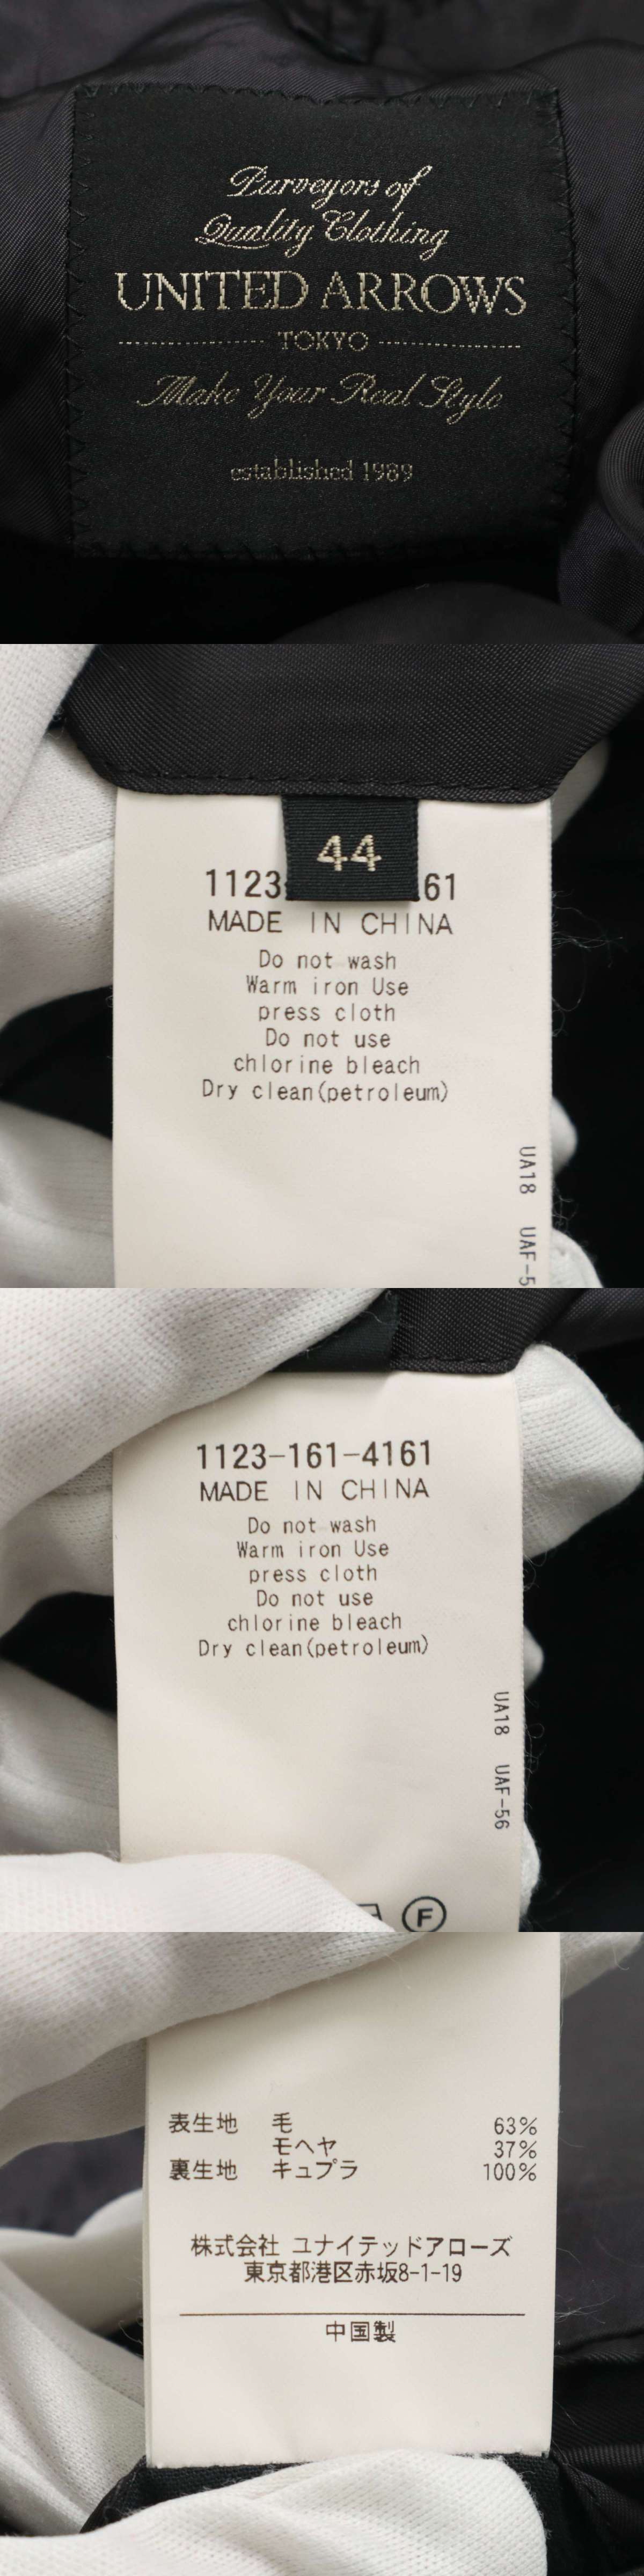 Purveyors of
Quality Clothing
UNITED ARROWS
TOKYO
Make Your Real Style
established 1989
44
1123 61
MADE IN CHINA
Do not wash
Warm iron Use
press cloth
Do not use
chlorine bleach
Dry clean(petroleum)
UA18 UAF-5
1123-161-4161
MADE IN CHINA
Do not wash
Warm iron Use
press cloth
Do not use
chlorine bleach
Dry clean(petroleum)
UA18 UAF-56
F
表生地 毛 63%
モヘヤ 37%
裏生地 キュプラ 100%
株式会社 ユナイテッドアローズ
東京都港区赤坂8-1-19
中国製